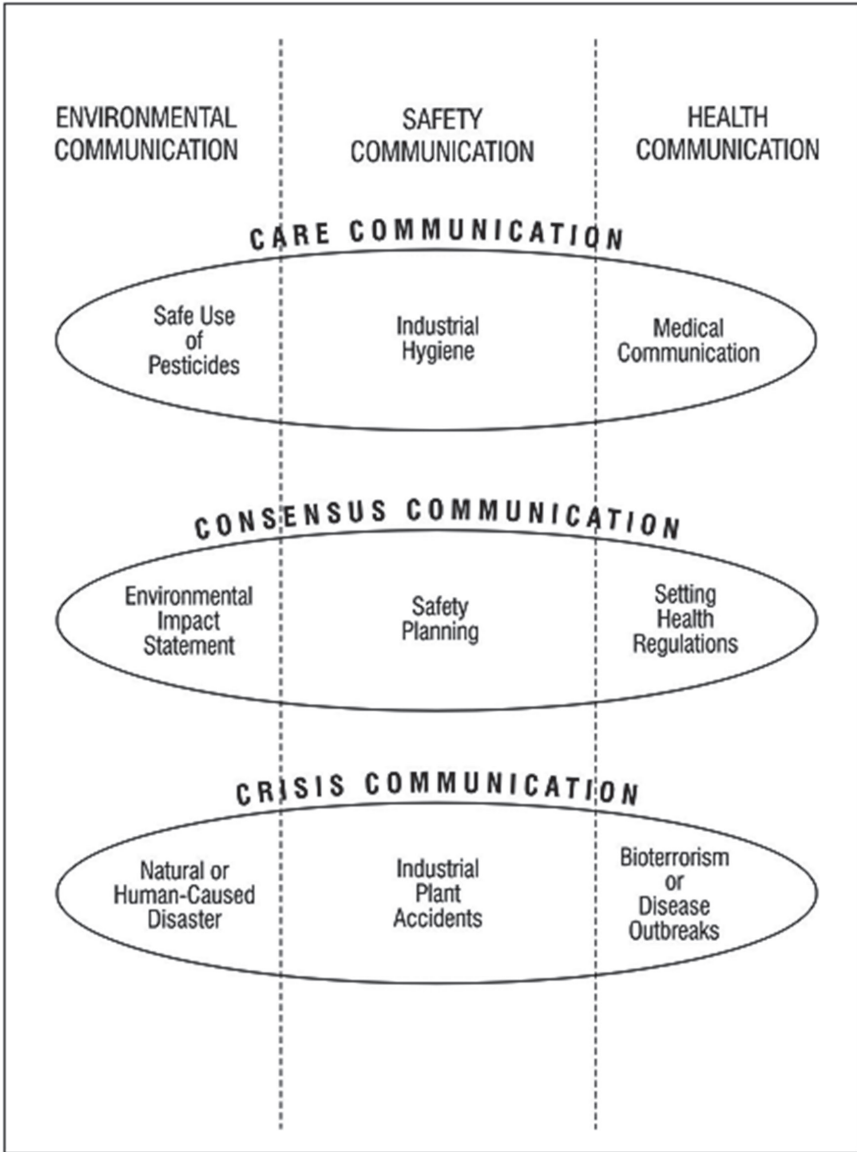 ENVIRONMENTAL
COMMUNICATION
SAFETY
COMMUNICATION
HEALTH
COMMUNICATION
CARE COMMUNICATION
Safe Use
of
Pesticides
Industrial
Hygiene
Medical
Communication
CONSENSUS COMMUNICATION
Environmental
Impact
Statement
Safety
Planning
Setting
Health
Regulations
CRISIS COMMUNICATION
Natural or
Human-Caused
Disaster
Industrial
Plant
Accidents
Bioterrorism
or
Disease
Outbreaks